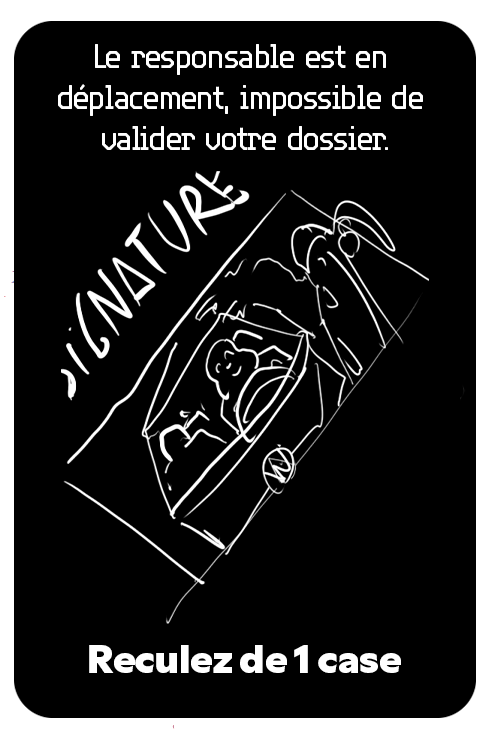 Le responsable est en
déplacement, impossible de
valider votre dossier.
SiGNATURE
Reculez de 1 case